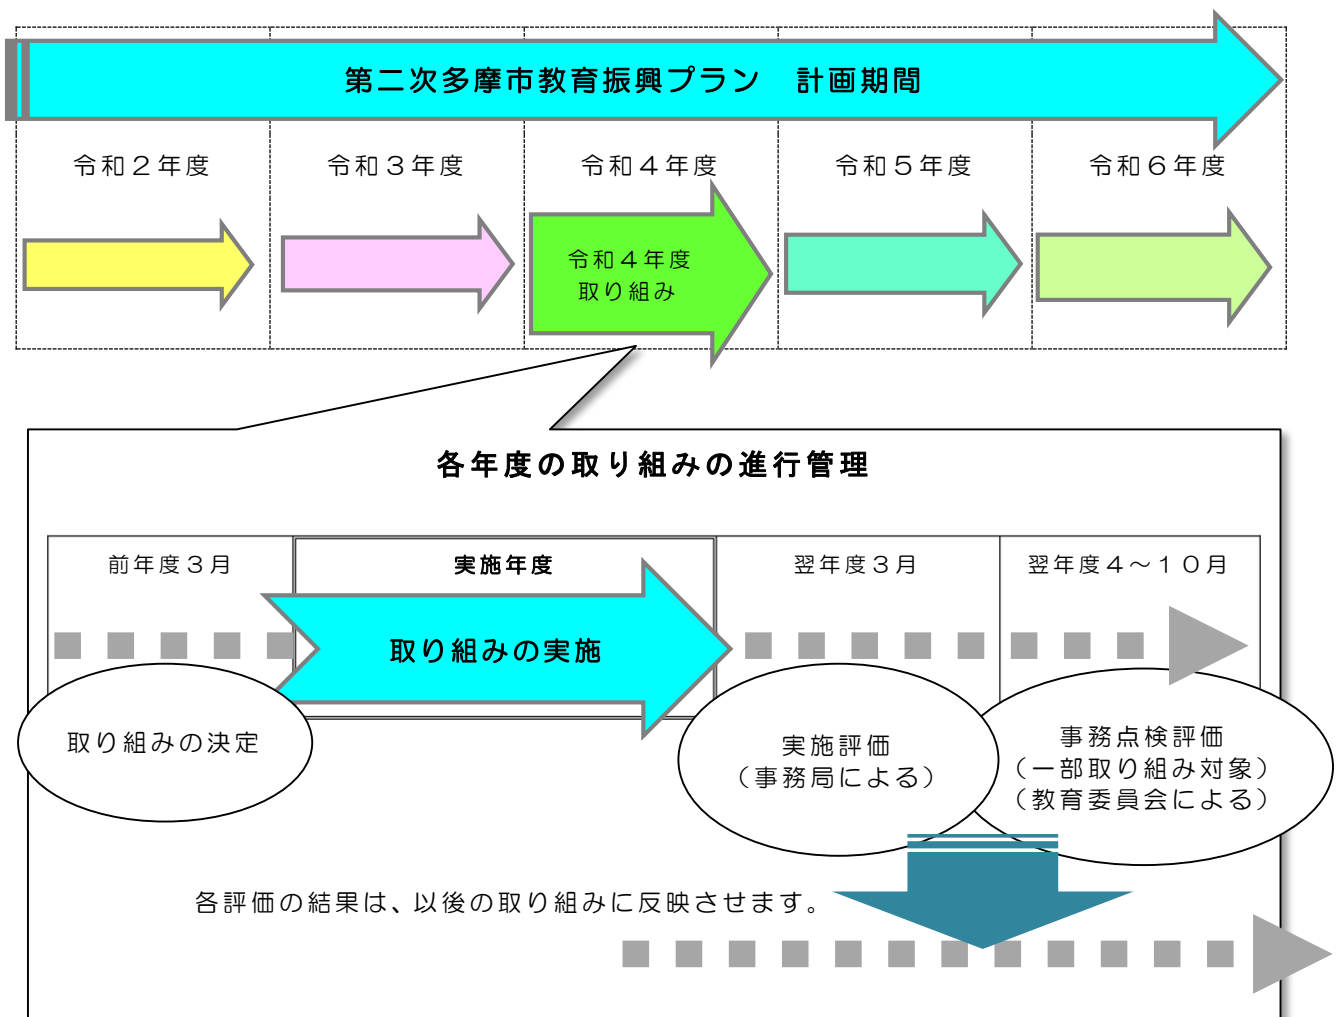 第二次多摩市教育振興プラン　計画期間
令和２年度
令和３年度
令和４年度
令和５年度
令和６年度
令和４年度
取り組み
各年度の取り組みの進行管理
前年度３月
実施年度
翌年度３月
翌年度４～１０月
取り組みの実施
取り組みの決定
実施評価
（事務局による）
事務点検評価
（一部取り組み対象）
（教育委員会による）
各評価の結果は、以後の取り組みに反映させます。